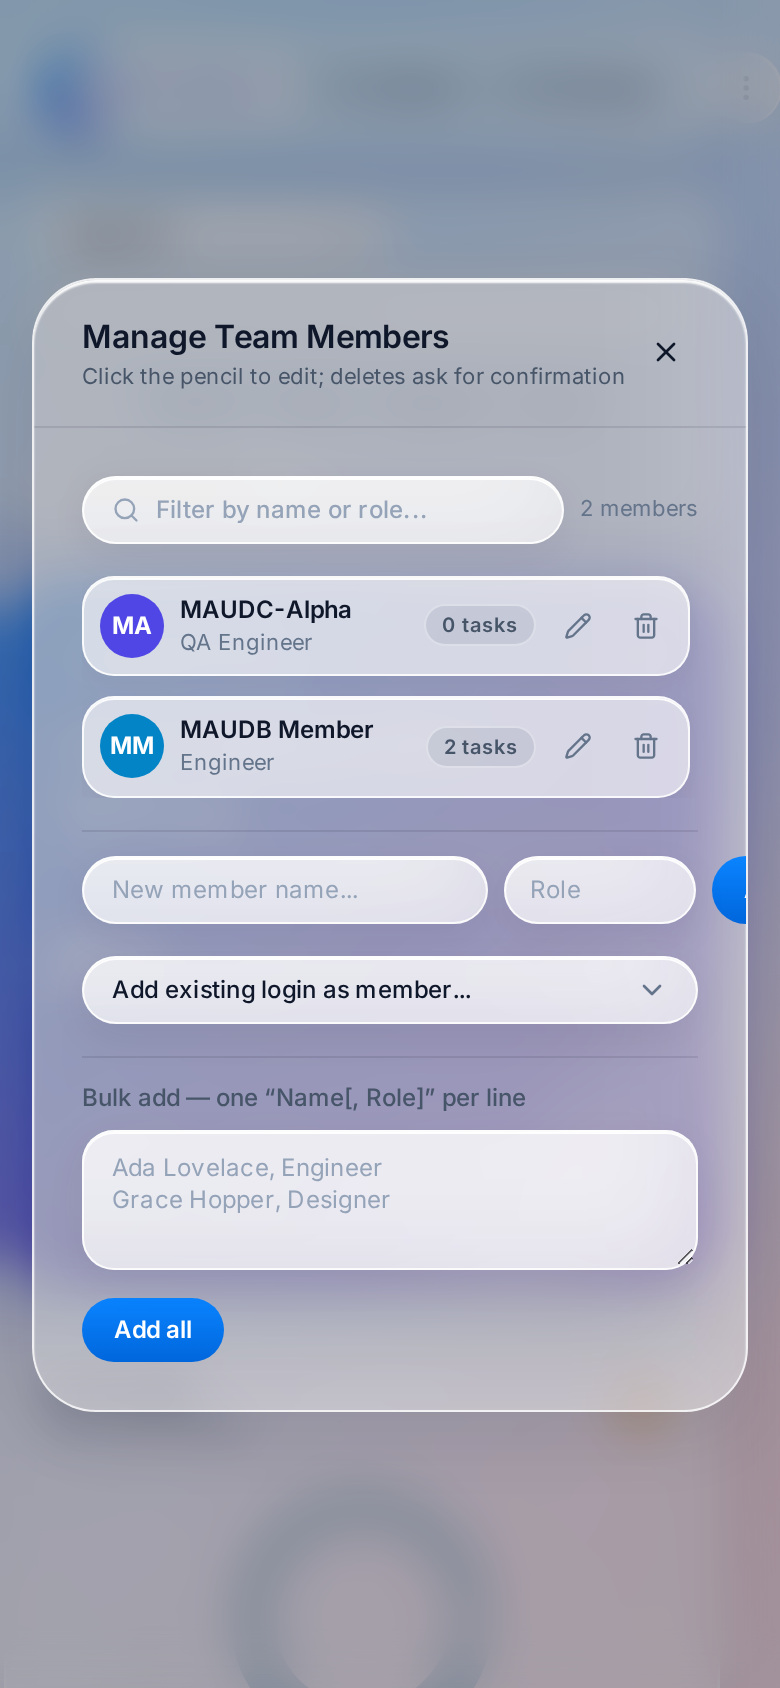 Manage Team Members
Click the pencil to edit; deletes ask for confirmation
Filter by name or role...
2 members
MA
MAUDC-Alpha
QA Engineer
0 tasks
MM
MAUDB Member
Engineer
2 tasks
New member name...
Role
Add existing login as member...
Bulk add — one “Name[, Role]” per line
Ada Lovelace, Engineer
Grace Hopper, Designer
Add all